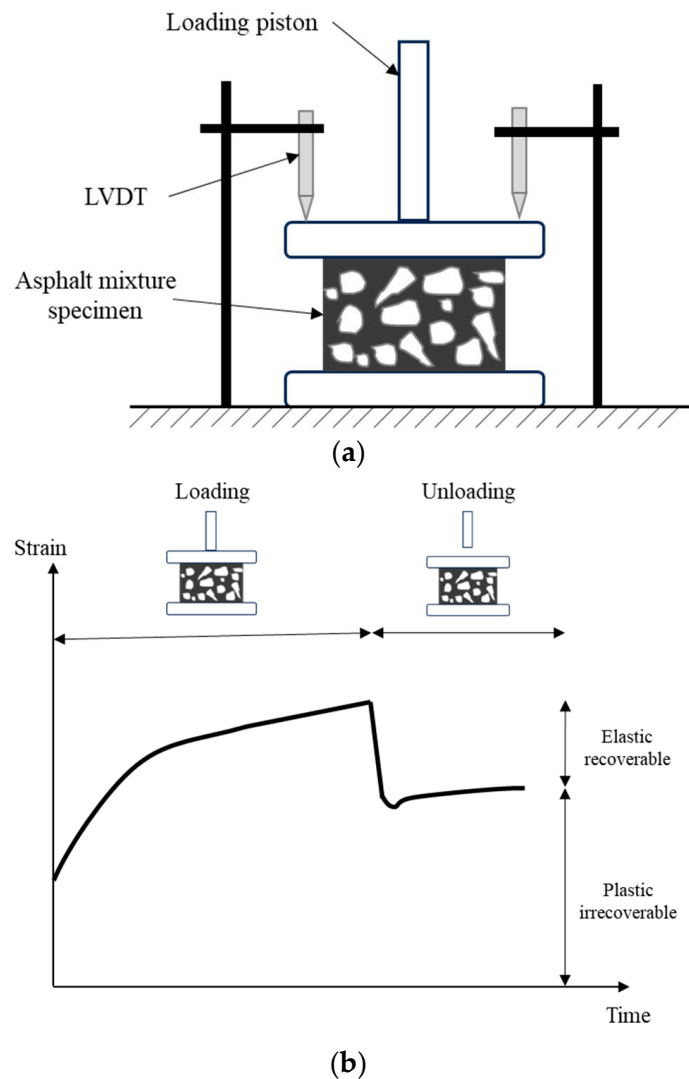 Loading piston
LVDT
Asphalt mixture
specimen
(a)
Loading
Unloading
Strain
Elastic
recoverable
Plastic
irrecoverable
Time
(b)